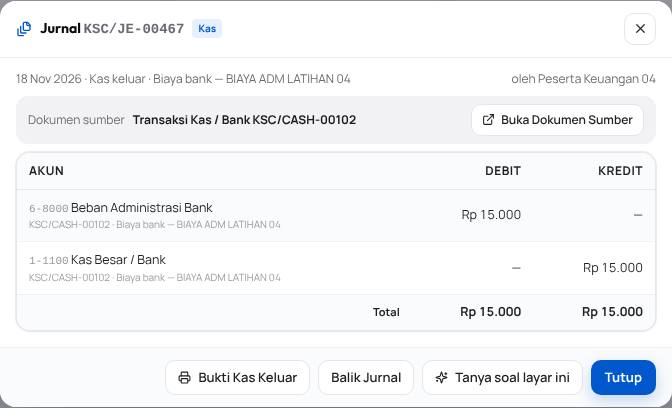 Jurnal KSC/JE-00467 Kas
18 Nov 2026 · Kas keluar · Biaya bank — BIAYA ADM LATIHAN 04 oleh Peserta Keuangan 04
Dokumen sumber Transaksi Kas / Bank KSC/CASH-00102 Buka Dokumen Sumber
AKUN DEBIT KREDIT
6-8000 Beban Administrasi Bank Rp 15.000 —
KSC/CASH-00102 · Biaya bank — BIAYA ADM LATIHAN 04
1-1100 Kas Besar / Bank — Rp 15.000
KSC/CASH-00102 · Biaya bank — BIAYA ADM LATIHAN 04
Total Rp 15.000 Rp 15.000
Bukti Kas Keluar Balik Jurnal Tanya soal layar ini Tutup